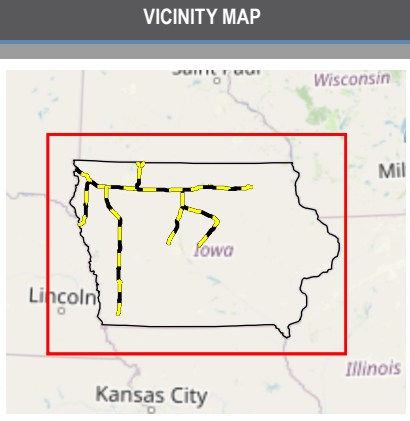 VICINITY MAP
Saint Paul
Wisconsin
Mil
Iowa
Lincoln
Illinois
Kansas City